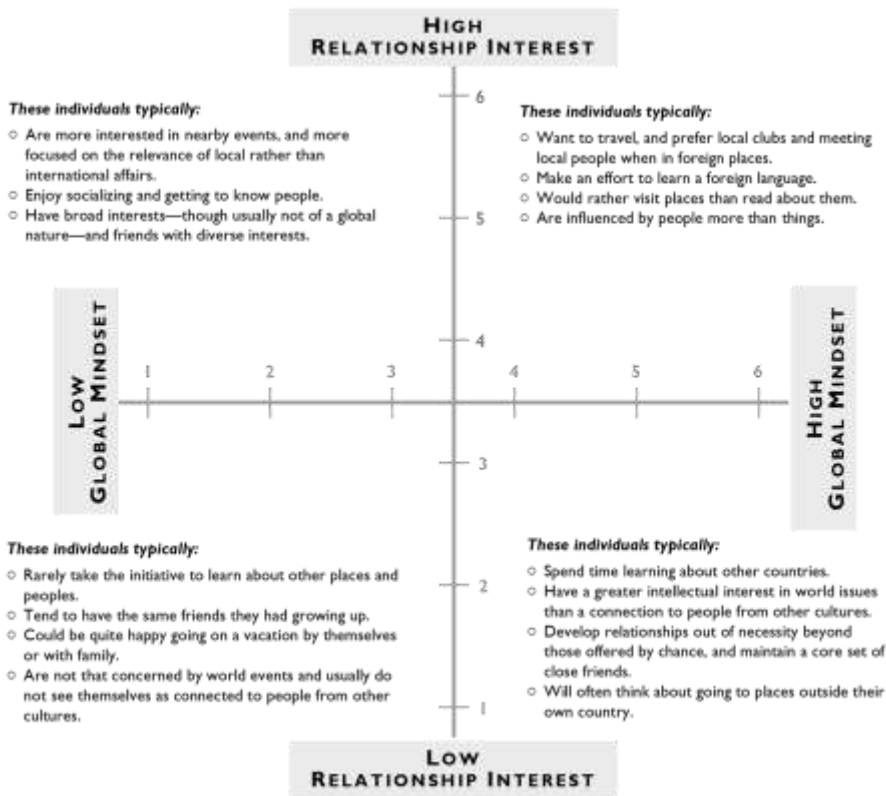 HIGH
RELATIONSHIP INTEREST
These individuals typically:
○ Are more interested in nearby events, and more
focused on the relevance of local rather than
international affairs.
○ Enjoy socializing and getting to know people.
○ Have broad interests—though usually not of a global
nature—and friends with diverse interests.
These individuals typically:
○ Want to travel, and prefer local clubs and meeting
local people when in foreign places.
○ Make an effort to learn a foreign language.
○ Would rather visit places than read about them.
○ Are influenced by people more than things.
6
5
4
LOW
GLOBAL MINDSET
1 2 3 4 5 6
HIGH
GLOBAL MINDSET
3
2
1
These individuals typically:
○ Rarely take the initiative to learn about other places and
peoples.
○ Tend to have the same friends they had growing up.
○ Could be quite happy going on a vacation by themselves
or with family.
○ Are not that concerned by world events and usually do
not see themselves as connected to people from other
cultures.
These individuals typically:
○ Spend time learning about other countries.
○ Have a greater intellectual interest in world issues
than a connection to people from other cultures.
○ Develop relationships out of necessity beyond
those offered by chance, and maintain a core set of
close friends.
○ Will often think about going to places outside their
own country.
LOW
RELATIONSHIP INTEREST